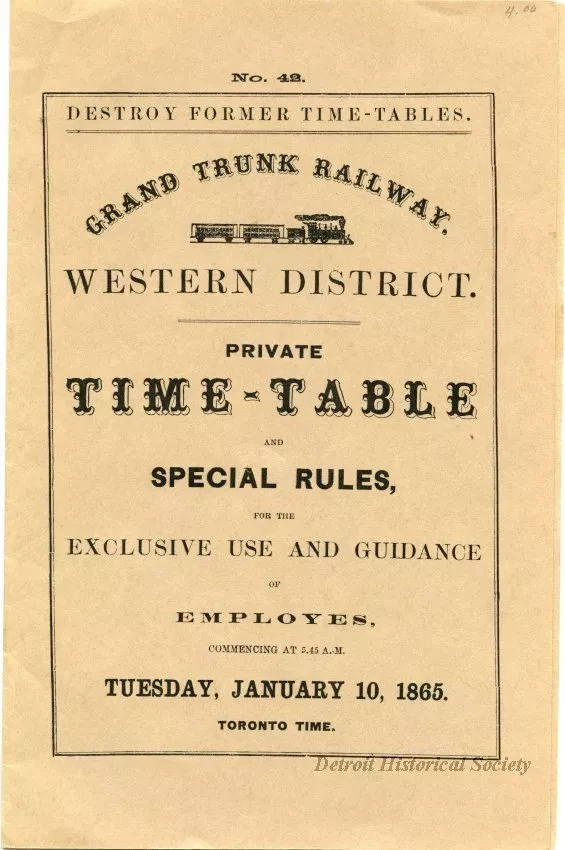 4.00
No. 42.
DESTROY FORMER TIME-TABLES.
GRAND TRUNK RAILWAY.
WESTERN DISTRICT.
PRIVATE
TIME-TABLE
AND
SPECIAL RULES,
FOR THE
EXCLUSIVE USE AND GUIDANCE
OF
EMPLOYES,
COMMENCING AT 5.45 A.M.
TUESDAY, JANUARY 10, 1865.
TORONTO TIME.
Detroit Historical Society